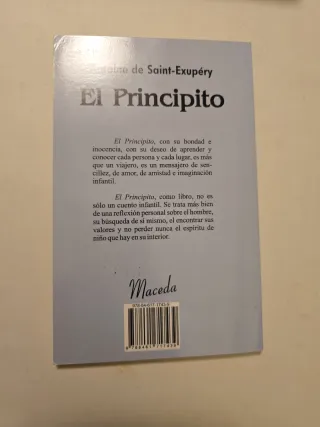 Antoine de Saint-Exupéry
El Principito
El Principito, con su bondad e
inocencia, con su deseo de aprender y
conocer cada persona y cada lugar, es más
que un viajero, es un mensajero de sen-
cillez, de amor, de amistad e imaginación
infantil.
El Principito, como libro, no es
sólo un cuento infantil. Se trata más bien
de una reflexión personal sobre el hombre,
su búsqueda de sí mismo, el encontrar sus
valores y no perder nunca el espíritu de
niño que hay en su interior.
Maceda